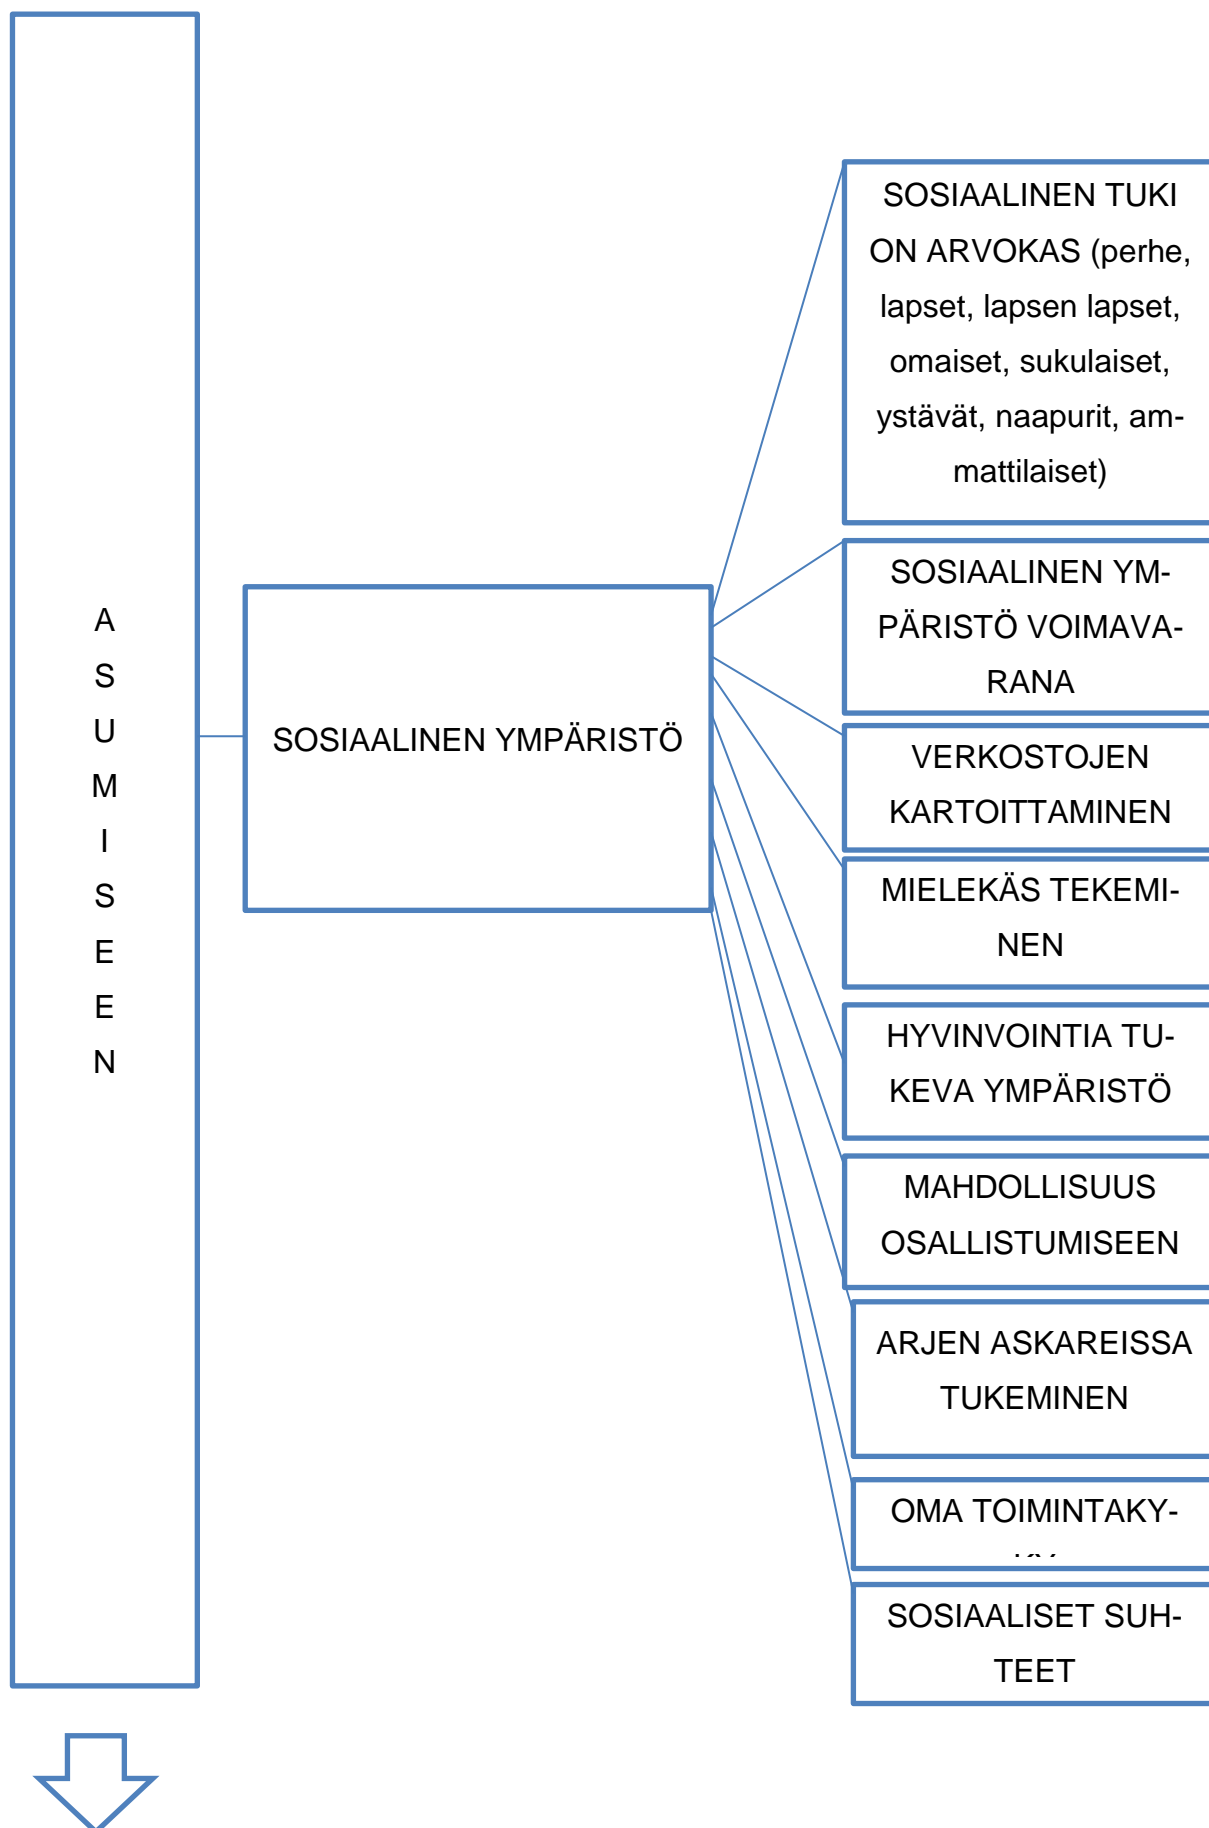 A
S
U
M
I
S
E
E
N
SOSIAALINEN YMPÄRISTÖ
SOSIAALINEN TUKI
ON ARVOKAS (perhe,
lapset, lapsen lapset,
omaiset, sukulaiset,
ystävät, naapurit, am-
mattilaiset)
SOSIAALINEN YM-
PÄRISTÖ VOIMAVA-
RANA
VERKOSTOJEN
KARTOITTAMINEN
MIELEKÄS TEKEMI-
NEN
HYVINVOINTIA TU-
KEVA YMPÄRISTÖ
MAHDOLLISUUS
OSALLISTUMISEEN
ARJEN ASKAREISSA
TUKEMINEN
OMA TOIMINTAKY-
SOSIAALISET SUH-
TEET